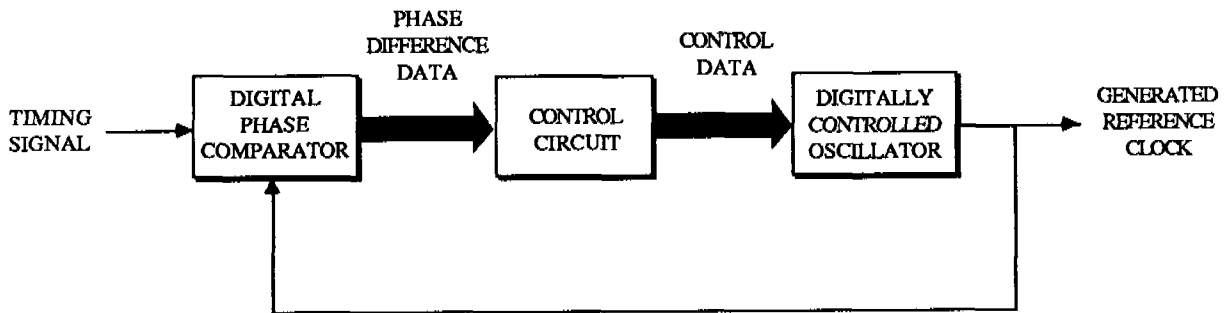 TIMING
SIGNAL
DIGITAL
PHASE
COMPARATOR
PHASE
DIFFERENCE
DATA
CONTROL
CIRCUIT
CONTROL
DATA
DIGITALLY
CONTROLLED
OSCILLATOR
GENERATED
REFERENCE
CLOCK